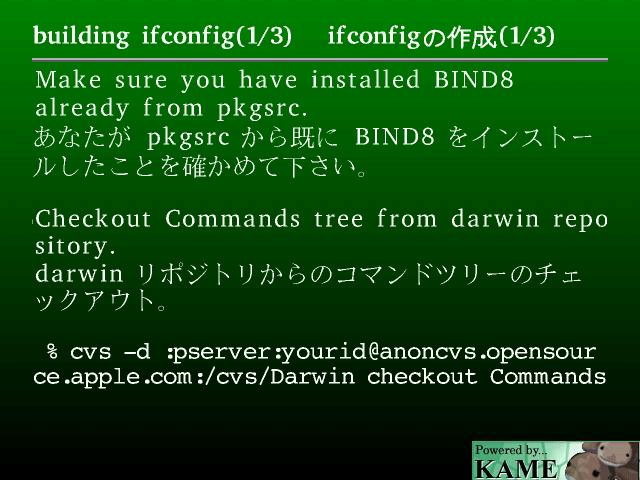 building ifconfig(1/3) ifconfigの作成(1/3)
Make sure you have installed BIND8
already from pkgsrc.
あなたが pkgsrc から既に BIND8 をインストー
ルしたことを確かめて下さい。
Checkout Commands tree from darwin repo
sitory.
darwin リポジトリからのコマンドツリーのチェ
ックアウト。
% cvs -d :pserver:yourid@anoncvs.opensour
ce.apple.com:/cvs/Darwin checkout Commands
Powered by...
KAME